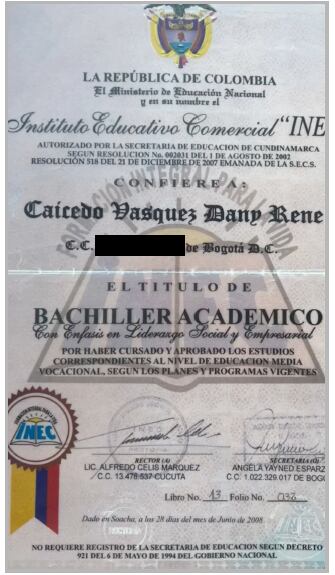 LA REPÚBLICA DE COLOMBIA
El Ministerio de Educación Nacional
y en su nombre el
Instituto Educativo Comercial "INE
AUTORIZADO POR LA SECRETARIA DE EDUCACION DE CUNDINAMARCA
SEGUN RESOLUCION No. 002031 DEL 1 DE AGOSTO DE 2002
RESOLUCIÓN 518 DEL 21 DE DICIEMBRE DE 2007 EMANADA DE LA S.E.C.S.
CONFIERE A:
Caicedo Vasquez Dany Rene
C.C. de Bogotá D.C.
EL TITULO DE
INEC
BACHILLER ACADEMICO
Con Enfasis en Liderazgo Social y Empresarial
POR HABER CURSADO Y APROBADO LOS ESTUDIOS
CORRESPONDIENTES AL NIVEL DE EDUCACION MEDIA
VOCACIONAL, SEGUN LOS PLANES Y PROGRAMAS VIGENTES
INEC
RECTOR (A)
LIC. ALFREDO CELIS MARQUEZ
C.C. 13.476.537 CUCUTA
SECRETARIA (O)
ANGELA YAYNED ESPARZ
C.C. 1.022.329.017 DE BOGO
Libro No. 13 Folio No. 038
Dado en Soacha, a los 28 dias del mes de Junio de 2008
NO REQUIERE REGISTRO DE LA SECRETARIA DE EDUCACION SEGUN DECRETO
921 DEL 6 DE MAYO DE 1994 DEL GOBIERNO NACIONAL